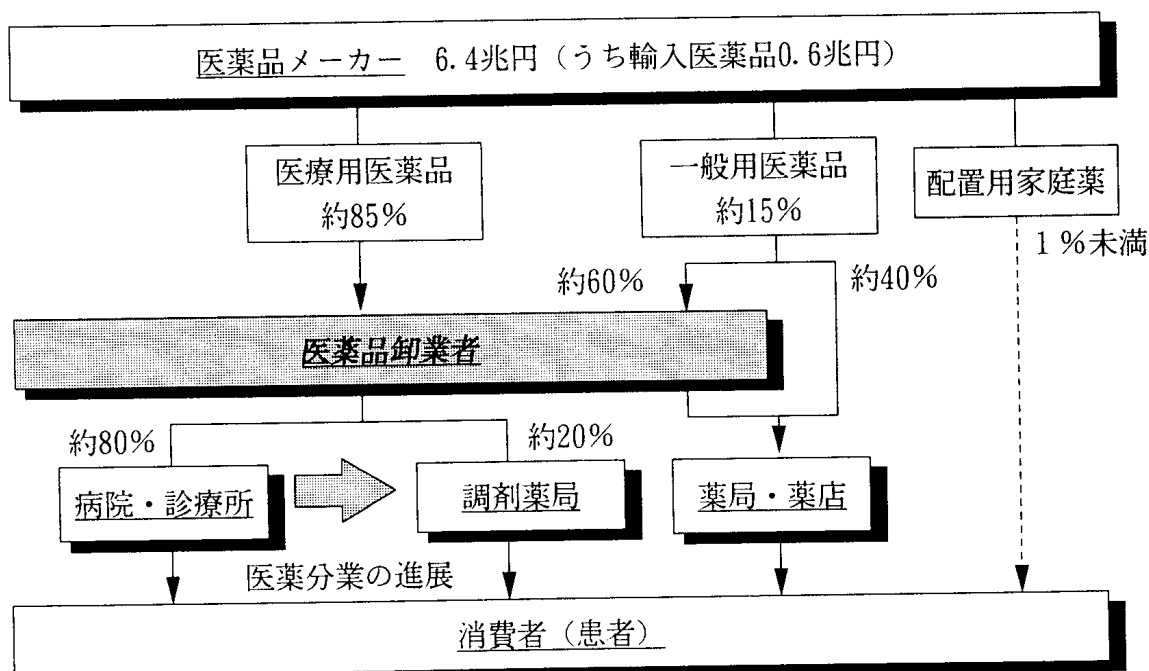 医薬品メーカー 6.4兆円（うち輸入医薬品0.6兆円）
医療用医薬品
約85％
一般用医薬品
約15％
配置用家庭薬
1％未満
約60％
約40％
医薬品卸業者
約80％
約20％
病院・診療所
調剤薬局
薬局・薬店
医薬分業の進展
消費者（患者）